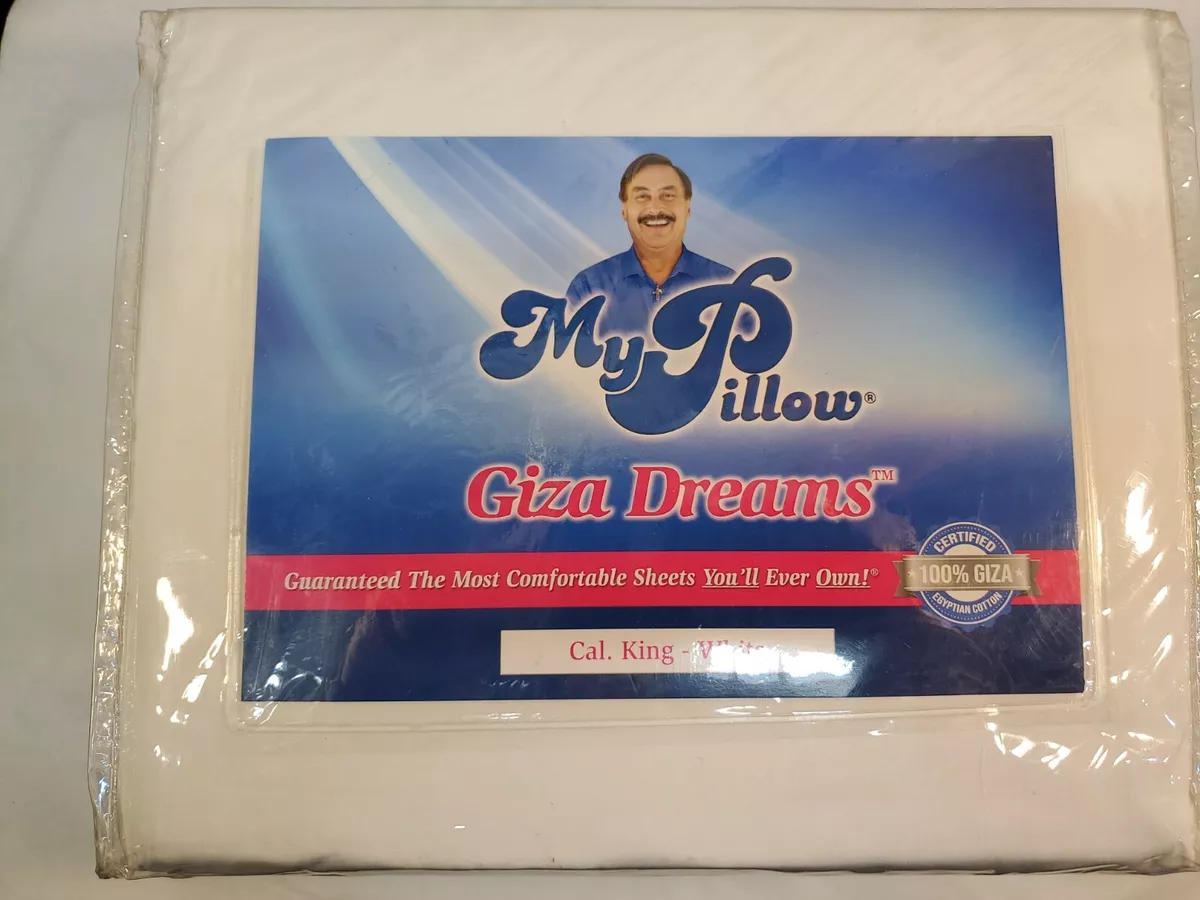 MyPillow®
Giza Dreams™
Guaranteed The Most Comfortable Sheets You'll Ever Own!®
CERTIFIED
100% GIZA
EGYPTIAN COTTON
Cal. King - White